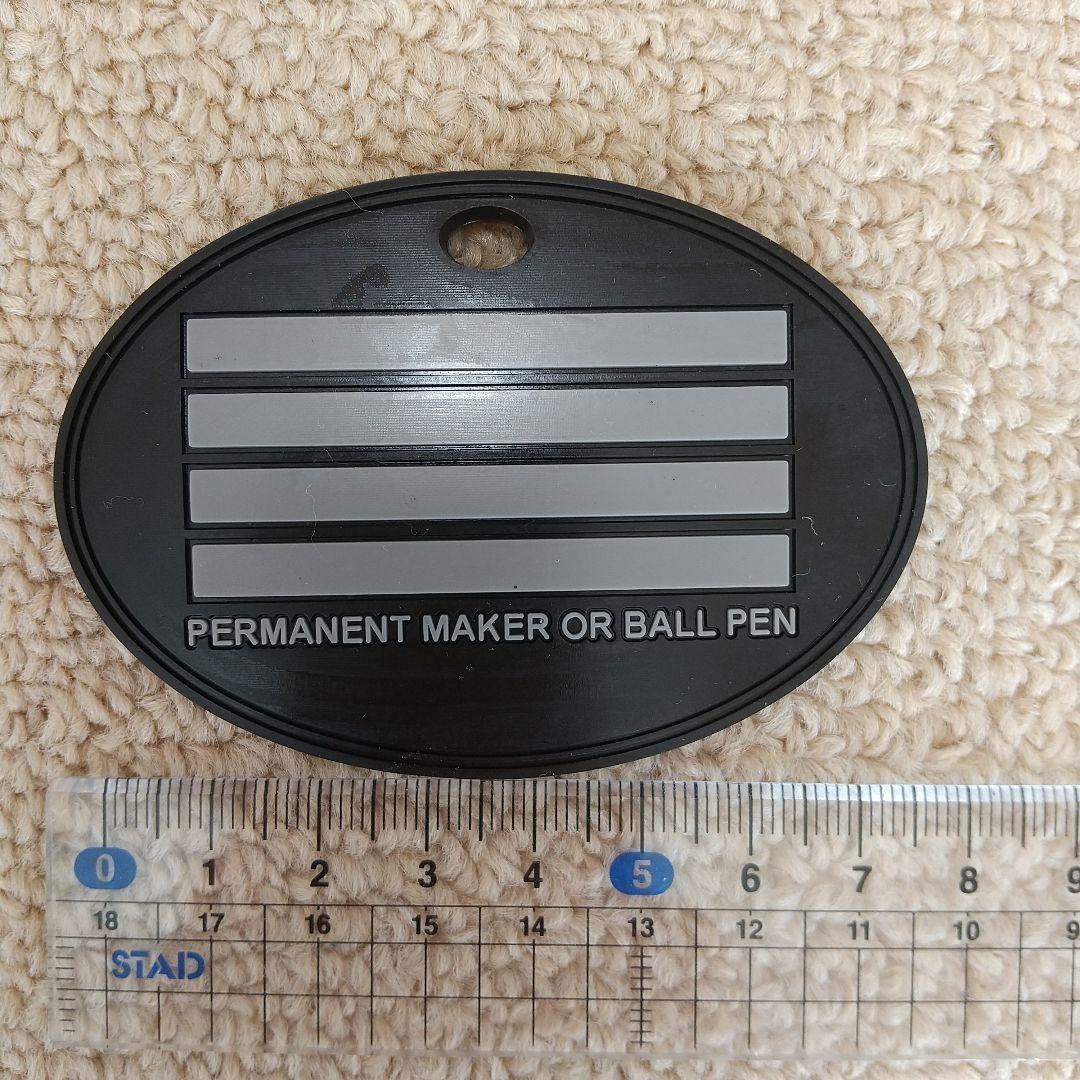 PERMANENT MAKER OR BALL PEN
0 1 2 3 4 5 6 7 8 9
18 17 16 15 14 13 12 11 10 9
STAD